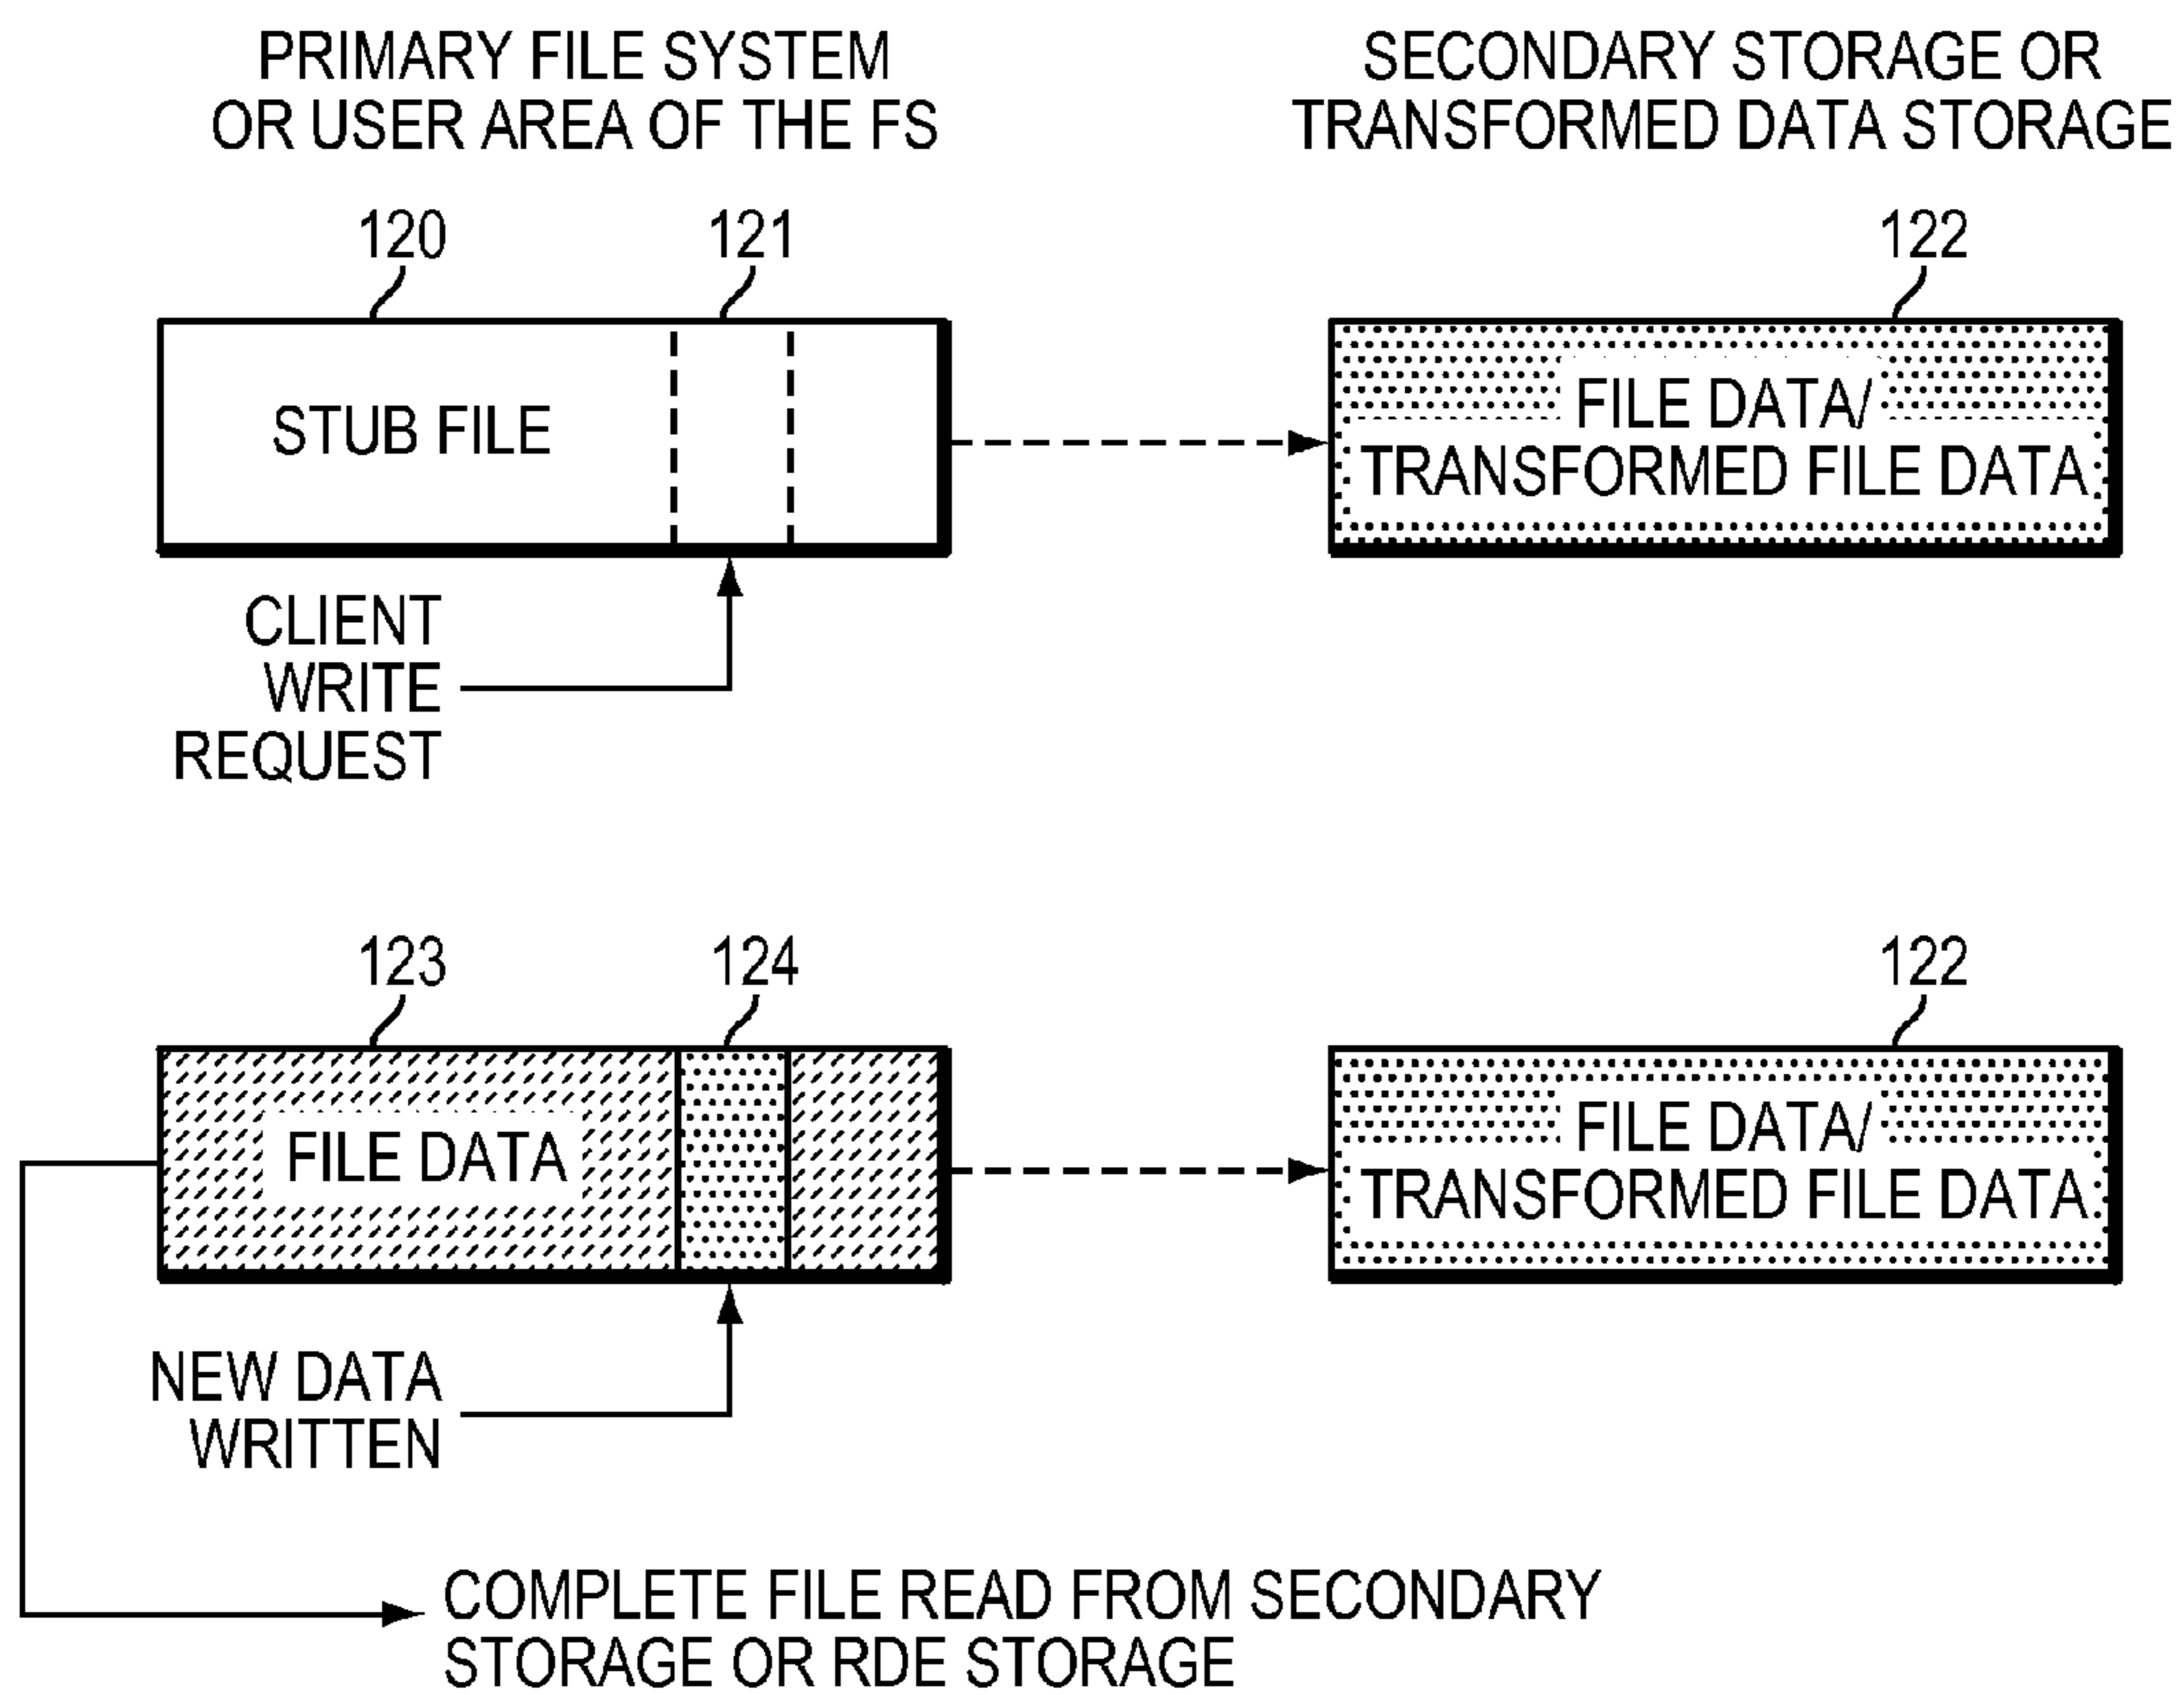 PRIMARY FILE SYSTEM
OR USER AREA OF THE FS
SECONDARY STORAGE OR
TRANSFORMED DATA STORAGE
120
121
122
STUB FILE
FILE DATA/
TRANSFORMED FILE DATA
CLIENT
WRITE
REQUEST
123
124
122
FILE DATA
FILE DATA/
TRANSFORMED FILE DATA
NEW DATA
WRITTEN
COMPLETE FILE READ FROM SECONDARY
STORAGE OR RDE STORAGE